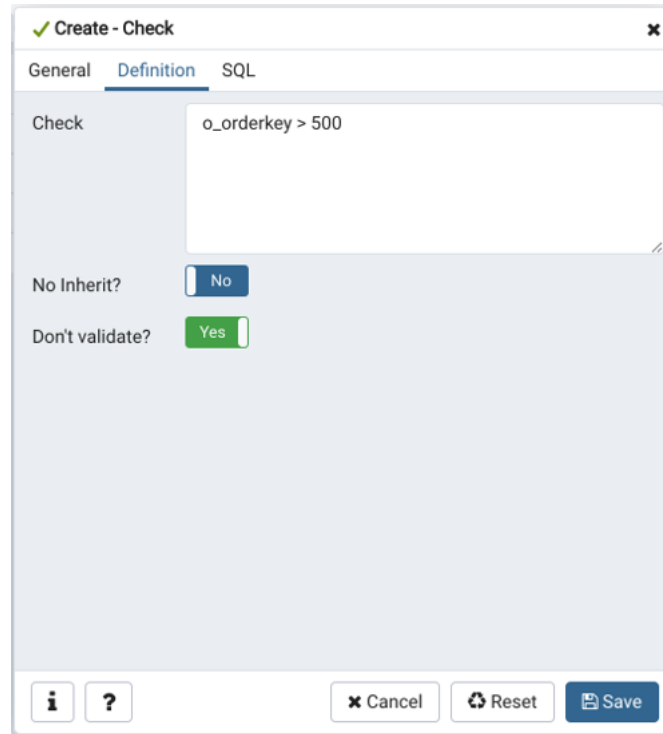 Create - Check
General Definition SQL
Check o_orderkey > 500
No Inherit? No
Don't validate? Yes
i ? Cancel Reset Save